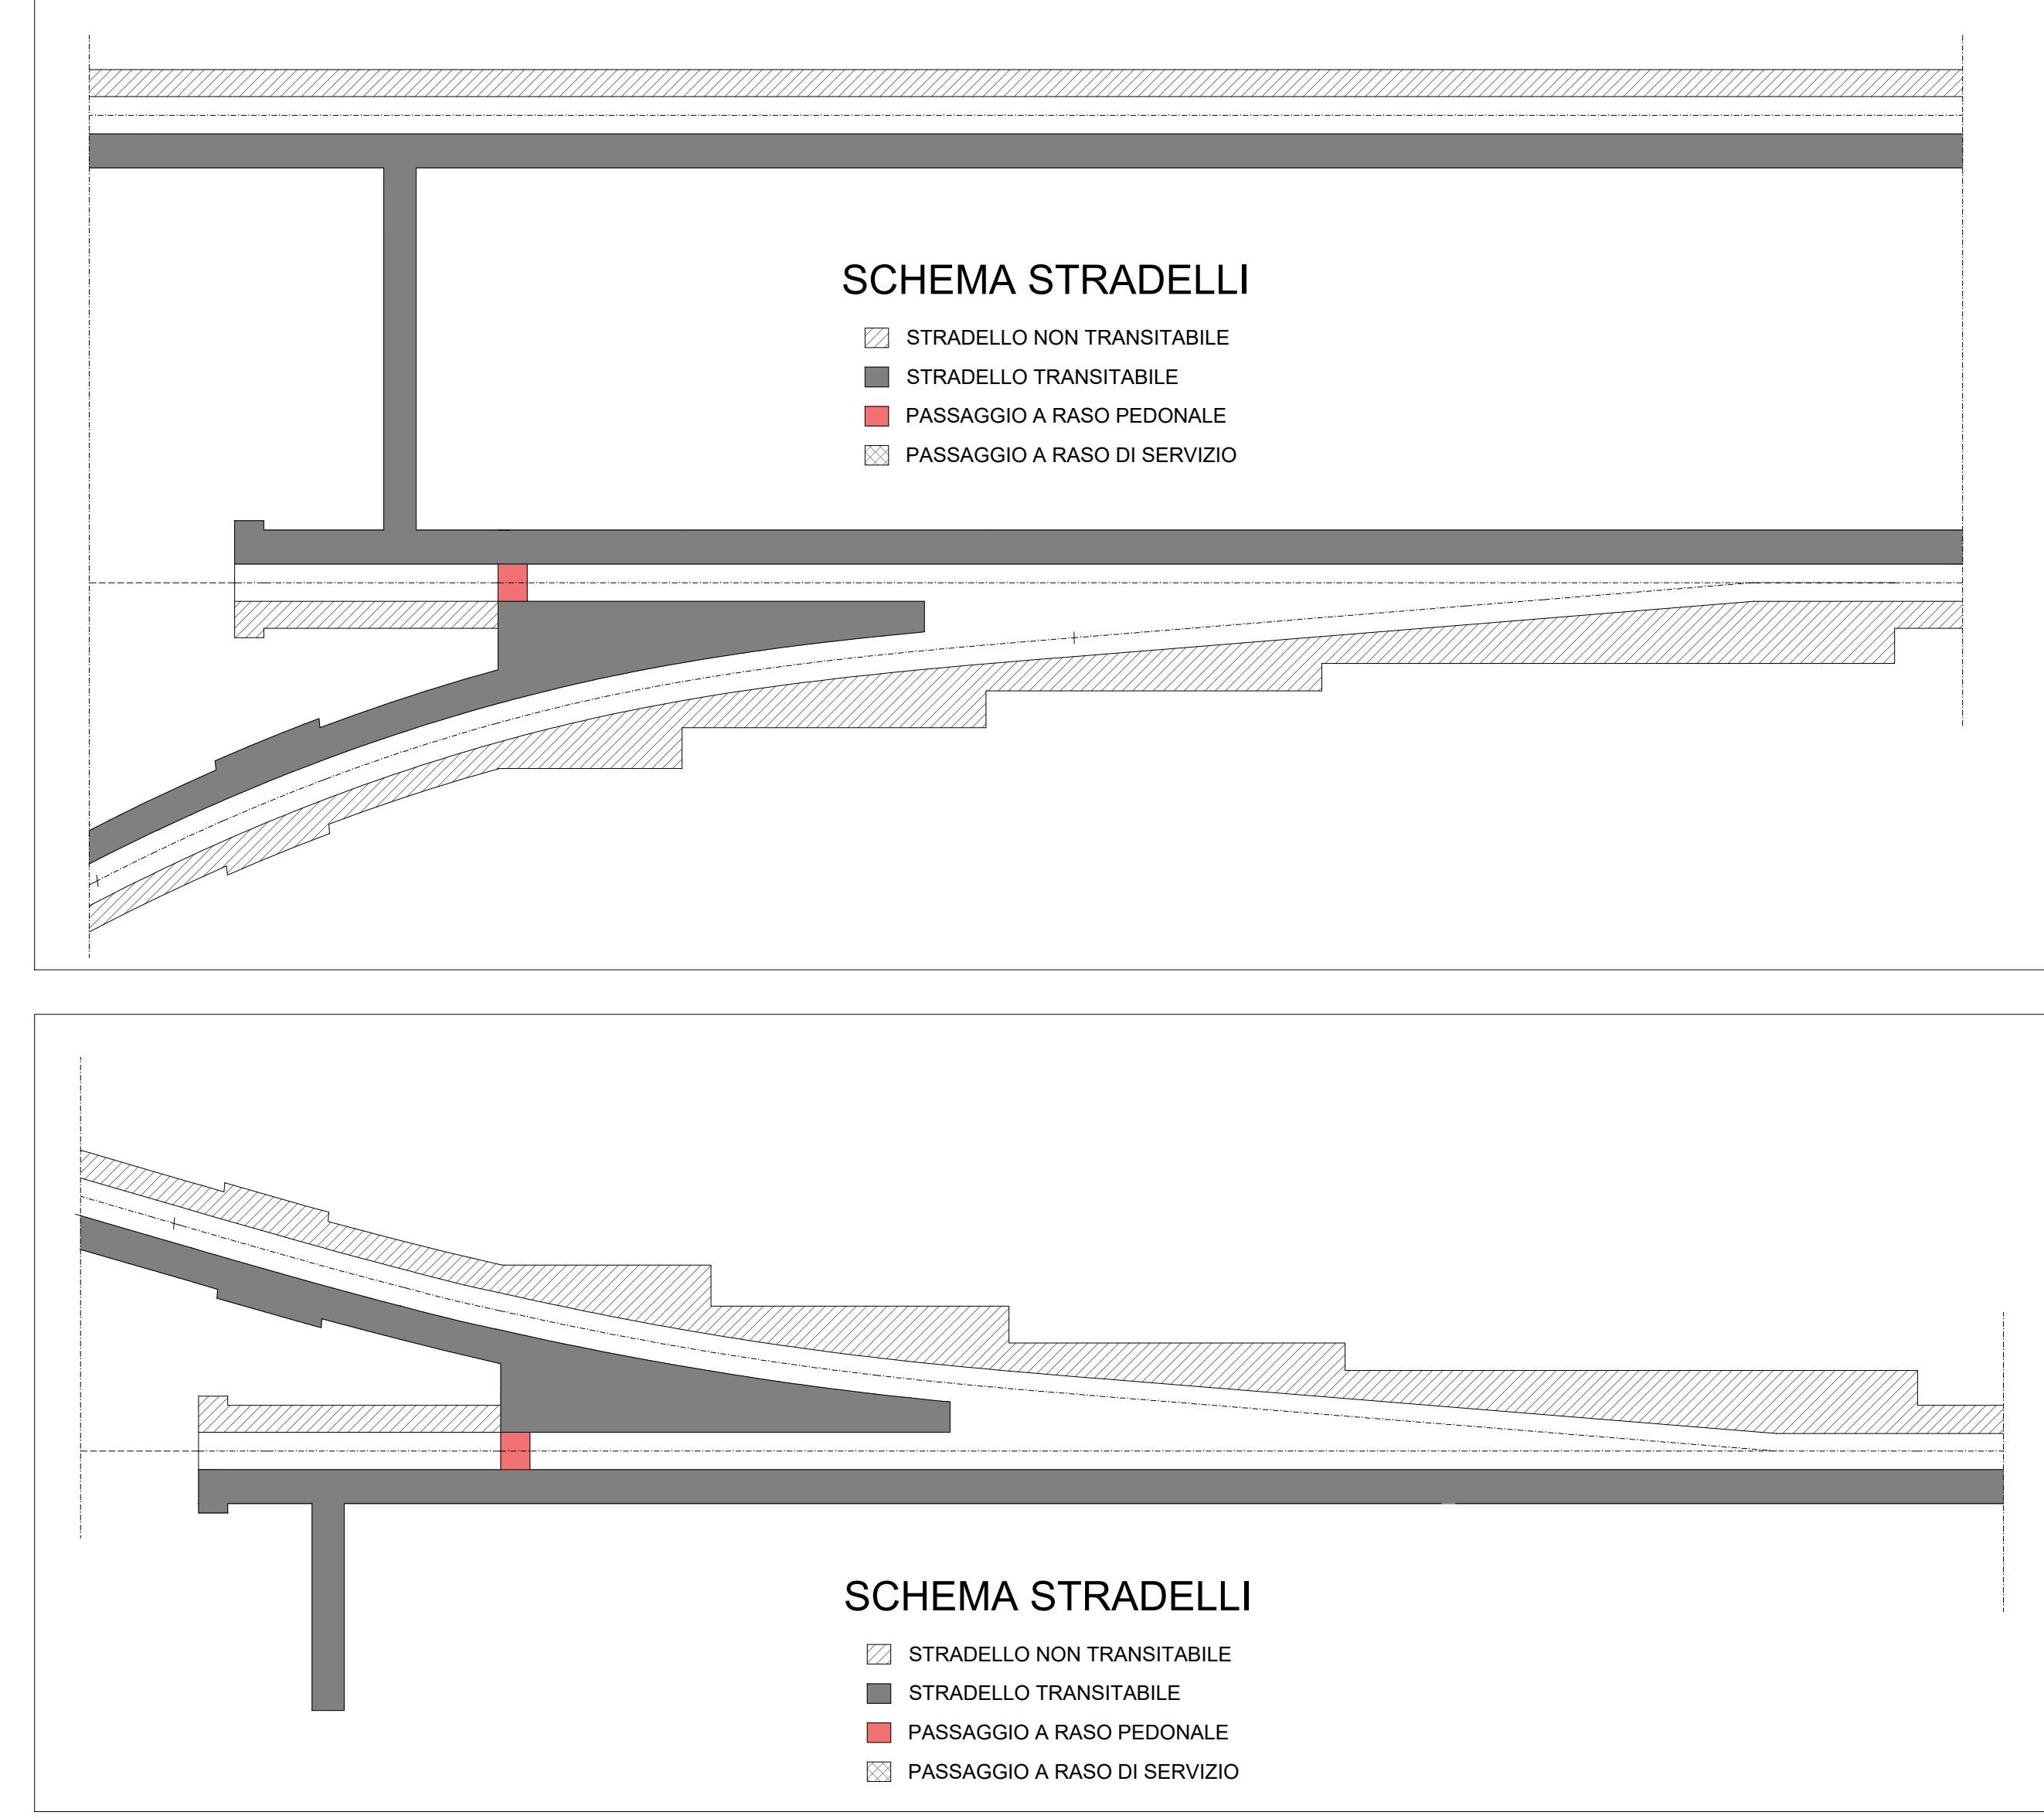 SCHEMA STRADELLI
STRADELLO NON TRANSITABILE
STRADELLO TRANSITABILE
PASSAGGIO A RASO PEDONALE
PASSAGGIO A RASO DI SERVIZIO
SCHEMA STRADELLI
STRADELLO NON TRANSITABILE
STRADELLO TRANSITABILE
PASSAGGIO A RASO PEDONALE
PASSAGGIO A RASO DI SERVIZIO